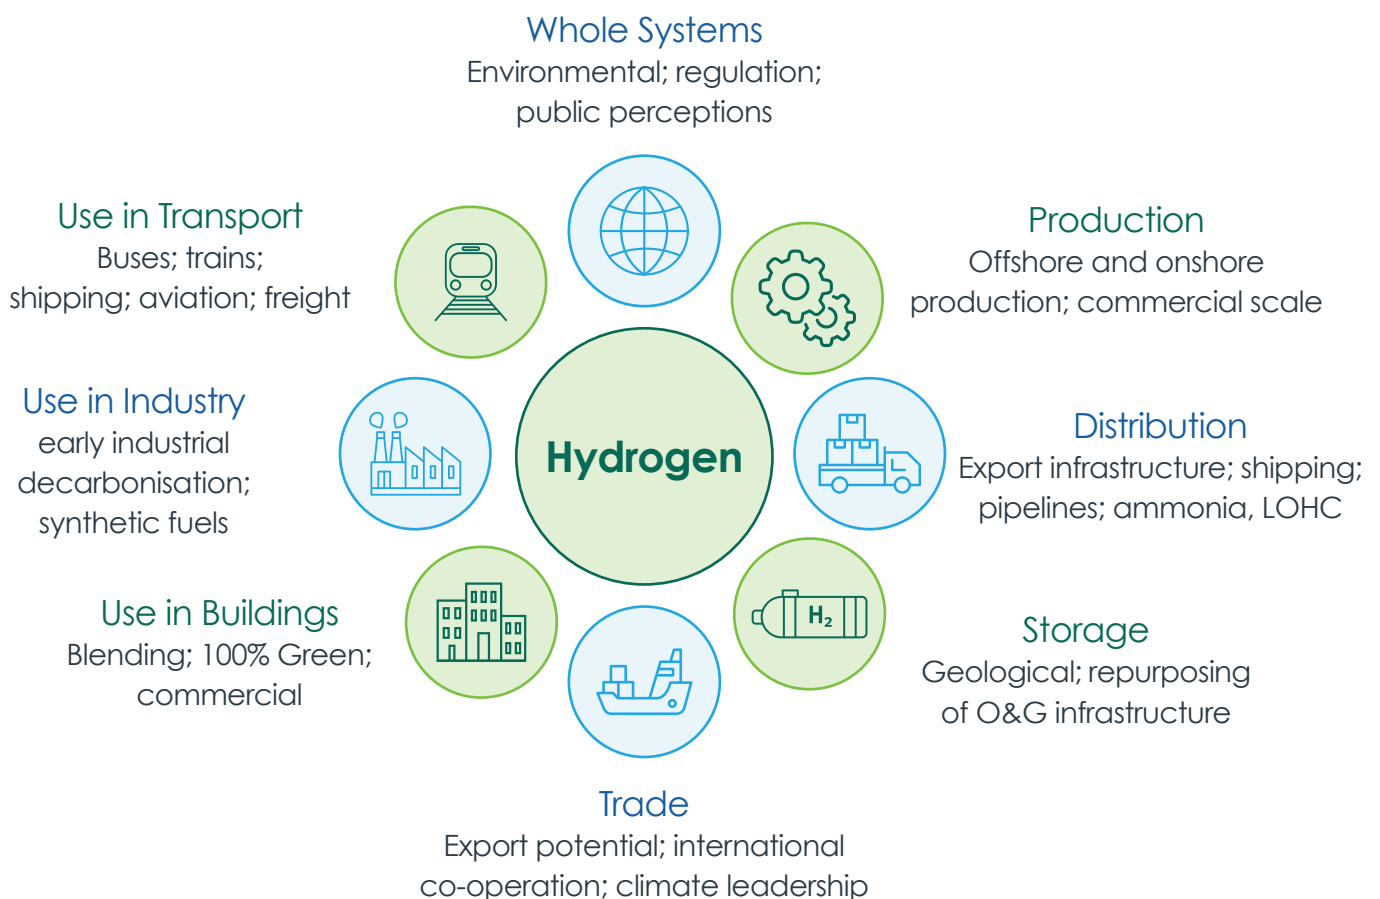 Whole Systems
Environmental; regulation;
public perceptions
Use in Transport
Buses; trains;
shipping; aviation; freight
Production
Offshore and onshore
production; commercial scale
Use in Industry
early industrial
decarbonisation;
synthetic fuels
Hydrogen
Distribution
Export infrastructure; shipping;
pipelines; ammonia, LOHC
Use in Buildings
Blending; 100% Green;
commercial
H₂
Storage
Geological; repurposing
of O&G infrastructure
Trade
Export potential; international
co-operation; climate leadership